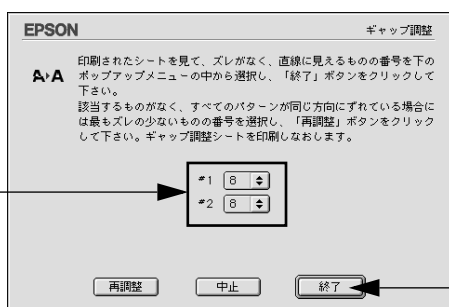 EPSON ギャップ調整
印刷されたシートを見て、ズレがなく、直線に見えるものの番号を下の
ポップアップメニューの中から選択し、「終了」ボタンをクリックして
下さい。
該当するものがなく、すべてのパターンが同じ方向にずれている場合に
は最もズレの少ないものの番号を選択し、「再調整」ボタンをクリック
して下さい。ギャップ調整シートを印刷しなおします。
A›A
#1 8
#2 8
再調整 中止 終了